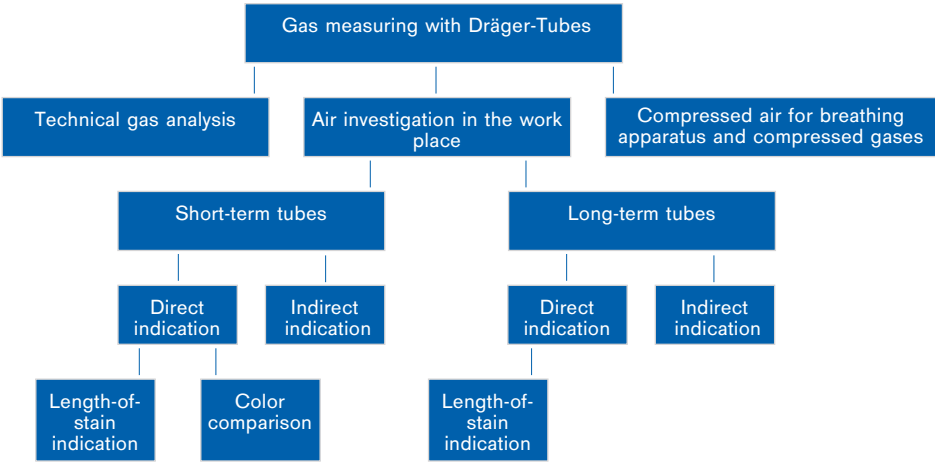 Gas measuring with Dräger-Tubes
Technical gas analysis
Air investigation in the work
place
Compressed air for breathing
apparatus and compressed gases
Short-term tubes
Long-term tubes
Direct
indication
Indirect
indication
Direct
indication
Indirect
indication
Length-of-
stain
indication
Color
comparison
Length-of-
stain
indication